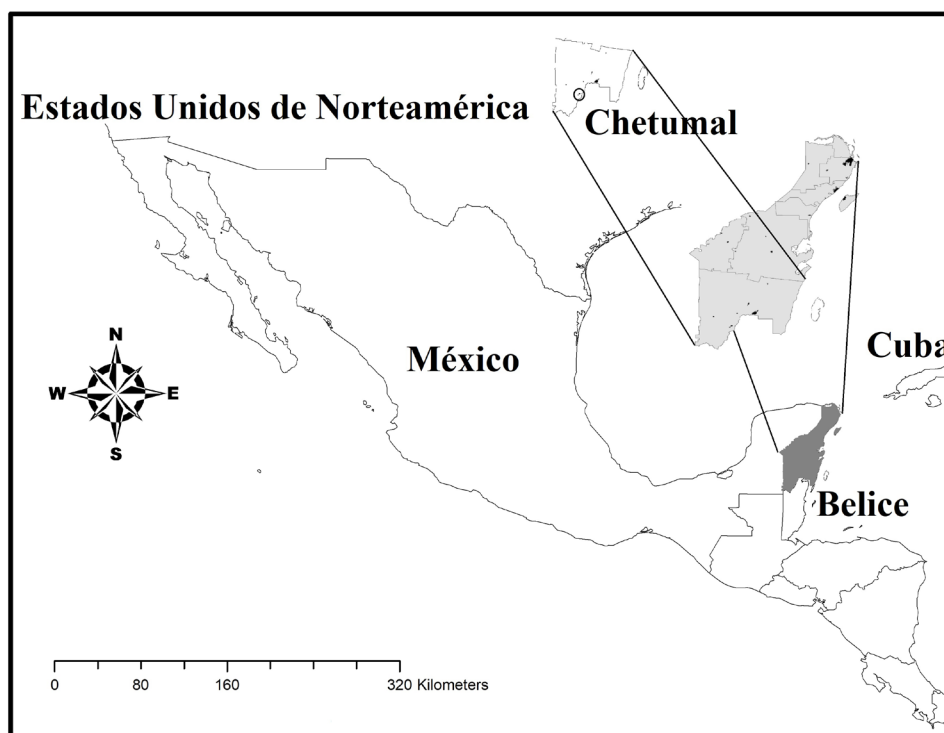 Estados Unidos de Norteamérica
Chetumal
Cuba
México
N
W E
S
Belice
0 80 160 320 Kilometers